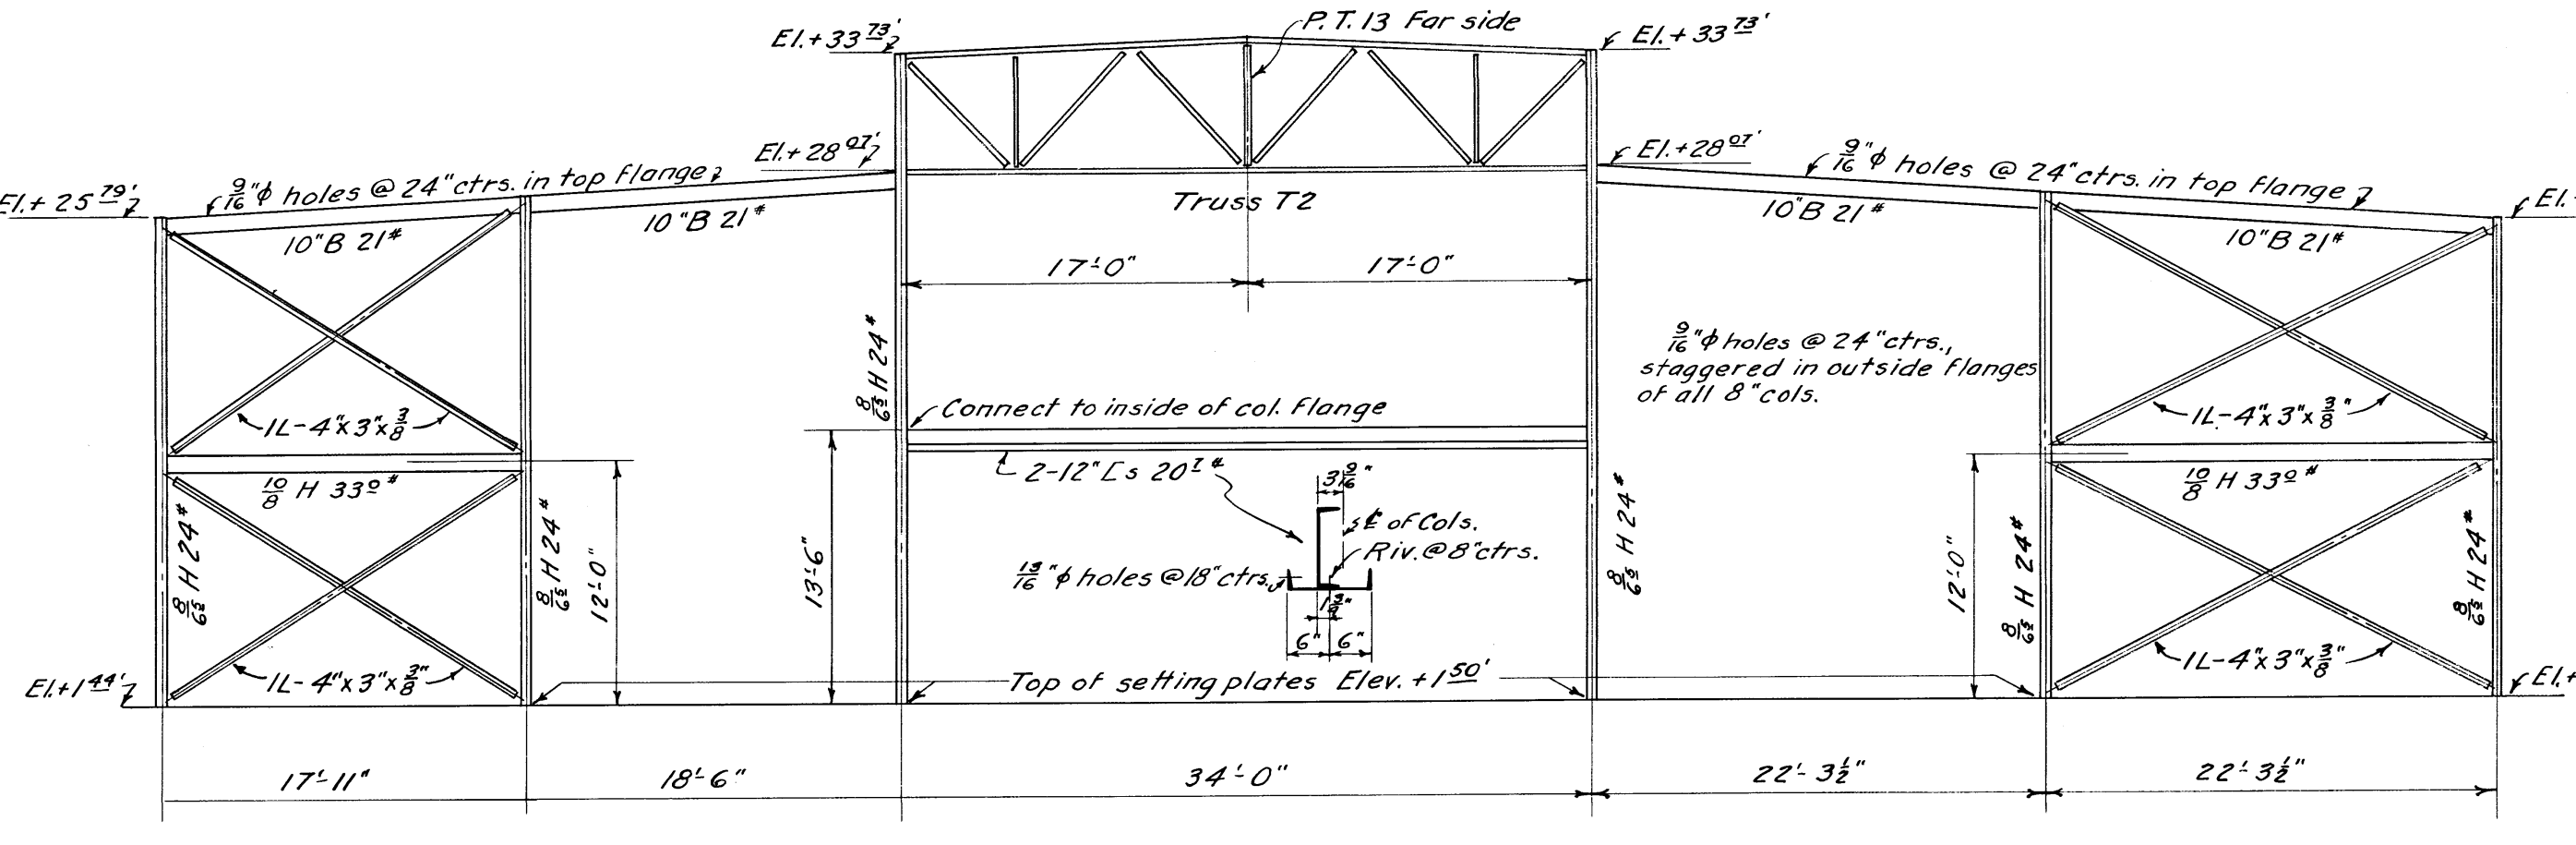 P.T. 13 Far side
El. + 33 73'
El. + 33 73'
El. + 28 07'
El. + 28 07'
El. + 25 79'
9/16"φ holes @ 24" ctrs. in top flange
9/16"φ holes @ 24" ctrs. in top flange
El.
10"B 21#
10"B 21#
Truss T2
10"B 21#
10"B 21#
17'-0"
17'-0"
8/6 5 H 24#
9/16"φ holes @ 24" ctrs.,
staggered in outside flanges
of all 8" cols.
Connect to inside of col. flange
1L-4"x3"x3/8
1L-4"x3"x3/8"
2-12"[s 20 7#
10/8 H 33 0#
10/8 H 33 0#
3 9/16"
℄ of Cols.
Riv. @ 8" ctrs.
13/16"φ holes @ 18" ctrs.
1 3/8"
6"
6"
8/6 5 H 24#
8/6 5 H 24#
12'-0"
13'-6"
8/6 5 H 24#
12'-0"
8/6 5 H 24#
8/6 5 H 24#
1L-4"x3"x3/8"
1L-4"x3"x3/8"
El. + 1 44'
Top of setting plates Elev. + 1 50'
El. +
17'-11"
18'-6"
34'-0"
22'-3 1/2"
22'-3 1/2"